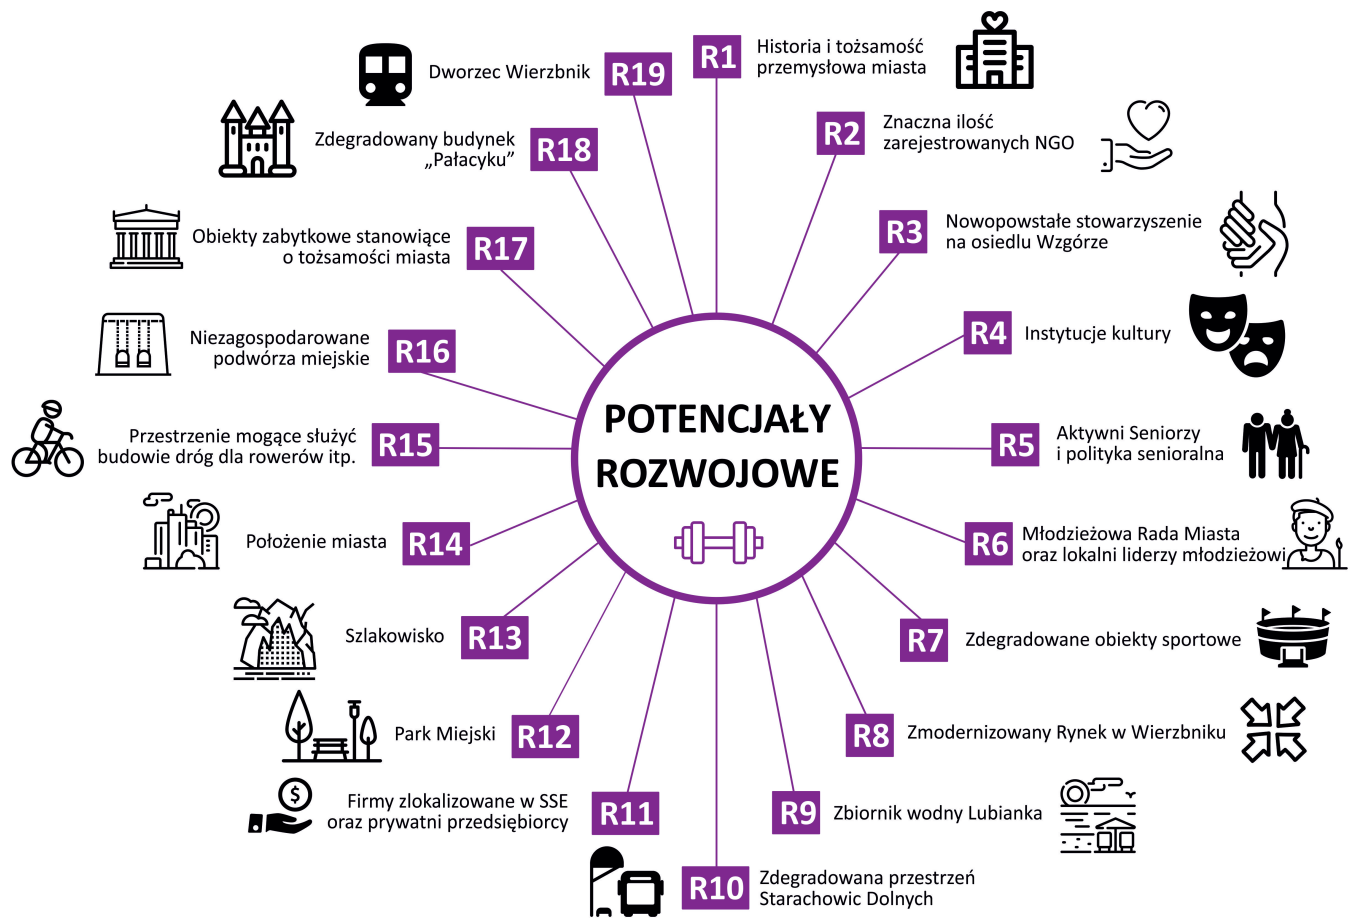 POTENCJAŁY
ROZWOJOWE
R1
Historia i tożsamość
przemysłowa miasta
R2
Znaczna ilość
zarejestrowanych NGO
R3
Nowopowstałe stowarzyszenie
na osiedlu Wzgórze
R4
Instytucje kultury
R5
Aktywni Seniorzy
i polityka senioralna
R6
Młodzieżowa Rada Miasta
oraz lokalni liderzy młodzieżowi
R7
Zdegradowane obiekty sportowe
R8
Zmodernizowany Rynek w Wierzbniku
R9
Zbiornik wodny Lubianka
R10
Zdegradowana przestrzeń
Starachowic Dolnych
R11
Firmy zlokalizowane w SSE
oraz prywatni przedsiębiorcy
$
R12
Park Miejski
R13
Szlakowisko
R14
Położenie miasta
R15
Przestrzenie mogące służyć
budowie dróg dla rowerów itp.
R16
Niezagospodarowane
podwórza miejskie
R17
Obiekty zabytkowe stanowiące
o tożsamości miasta
R18
Zdegradowany budynek
„Pałacyku”
R19
Dworzec Wierzbnik